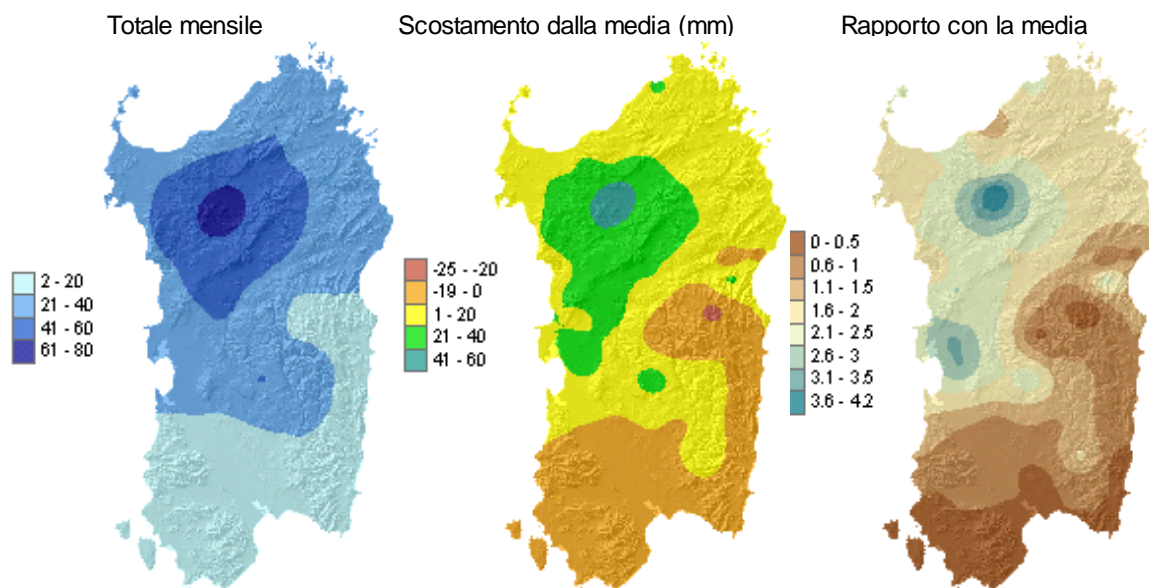 Totale mensile
Scostamento dalla media (mm)
Rapporto con la media
2 - 20
21 - 40
41 - 60
61 - 80
-25 - -20
-19 - 0
1 - 20
21 - 40
41 - 60
0 - 0.5
0.6 - 1
1.1 - 1.5
1.6 - 2
2.1 - 2.5
2.6 - 3
3.1 - 3.5
3.6 - 4.2